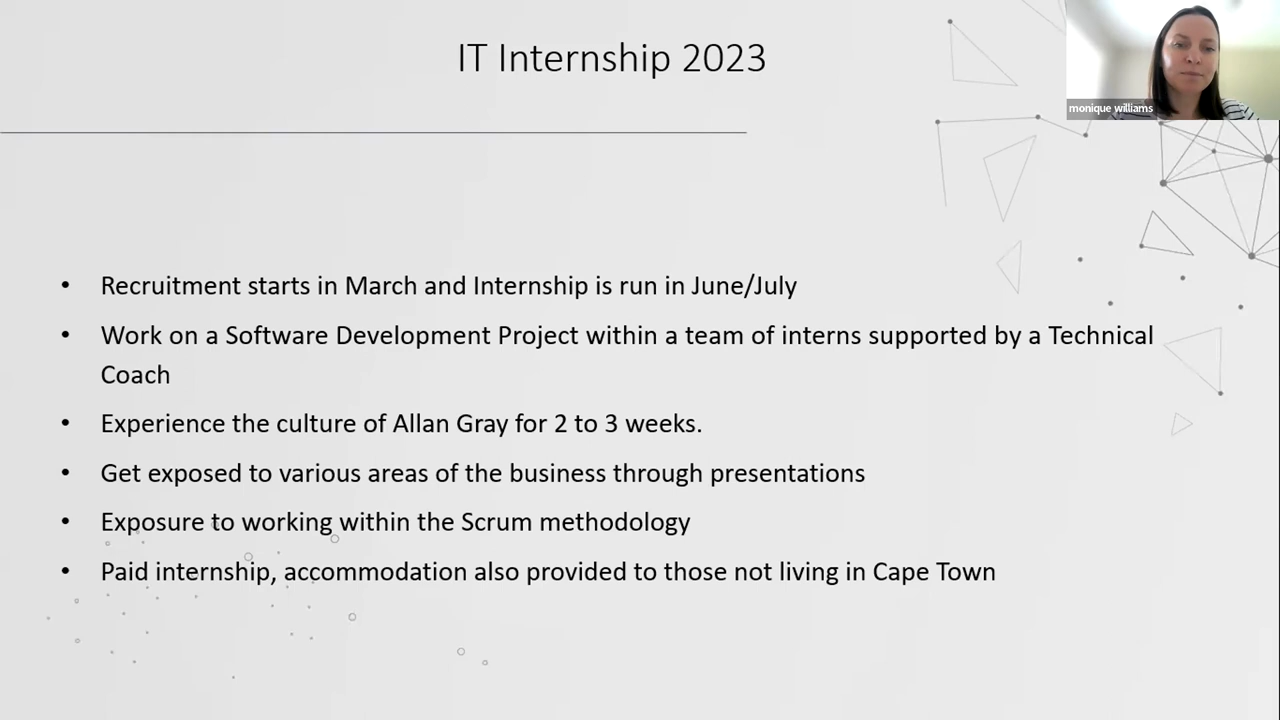 IT Internship 2023
monique williams
• Recruitment starts in March and Internship is run in June/July
• Work on a Software Development Project within a team of interns supported by a Technical
Coach
• Experience the culture of Allan Gray for 2 to 3 weeks.
• Get exposed to various areas of the business through presentations
• Exposure to working within the Scrum methodology
• Paid internship, accommodation also provided to those not living in Cape Town